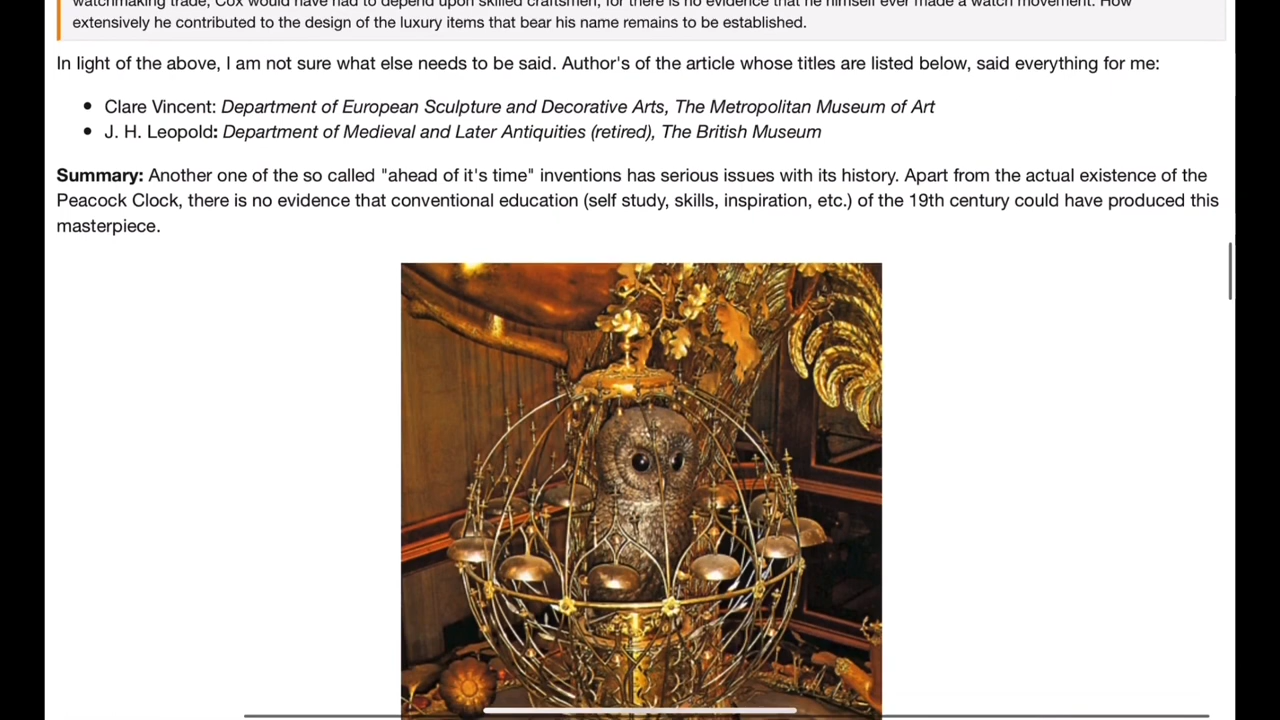 watchmaking trade, Cox would have had to depend upon skilled craftsmen, for there is no evidence that he himself ever made a watch movement. How
extensively he contributed to the design of the luxury items that bear his name remains to be established.
In light of the above, I am not sure what else needs to be said. Author's of the article whose titles are listed below, said everything for me:
• Clare Vincent: Department of European Sculpture and Decorative Arts, The Metropolitan Museum of Art
• J. H. Leopold: Department of Medieval and Later Antiquities (retired), The British Museum
Summary: Another one of the so called "ahead of it's time" inventions has serious issues with its history. Apart from the actual existence of the
Peacock Clock, there is no evidence that conventional education (self study, skills, inspiration, etc.) of the 19th century could have produced this
masterpiece.